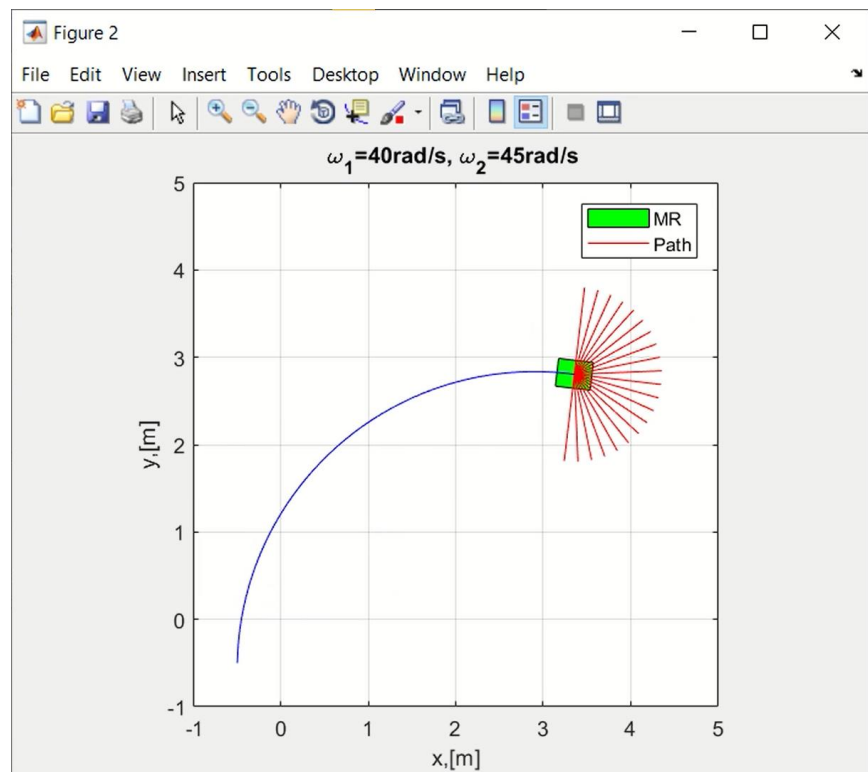 Figure 2
File Edit View Insert Tools Desktop Window Help
ω1=40rad/s, ω2=45rad/s
5
4
3
2
1
0
-1
-1 0 1 2 3 4 5
y,[m]
x,[m]
MR
Path